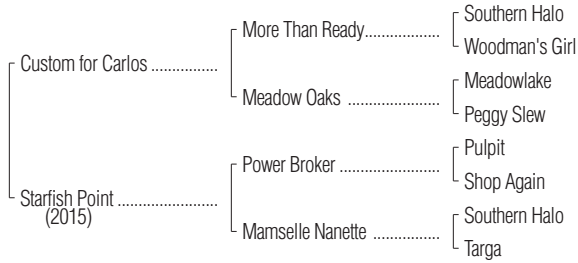 Southern Halo
More Than Ready..................
Woodman's Girl
Custom for Carlos ................
Meadowlake
Meadow Oaks ......................
Peggy Slew
Pulpit
Power Broker ........................
Shop Again
Starfish Point ........................
(2015)
Southern Halo
Mamselle Nanette ................
Targa